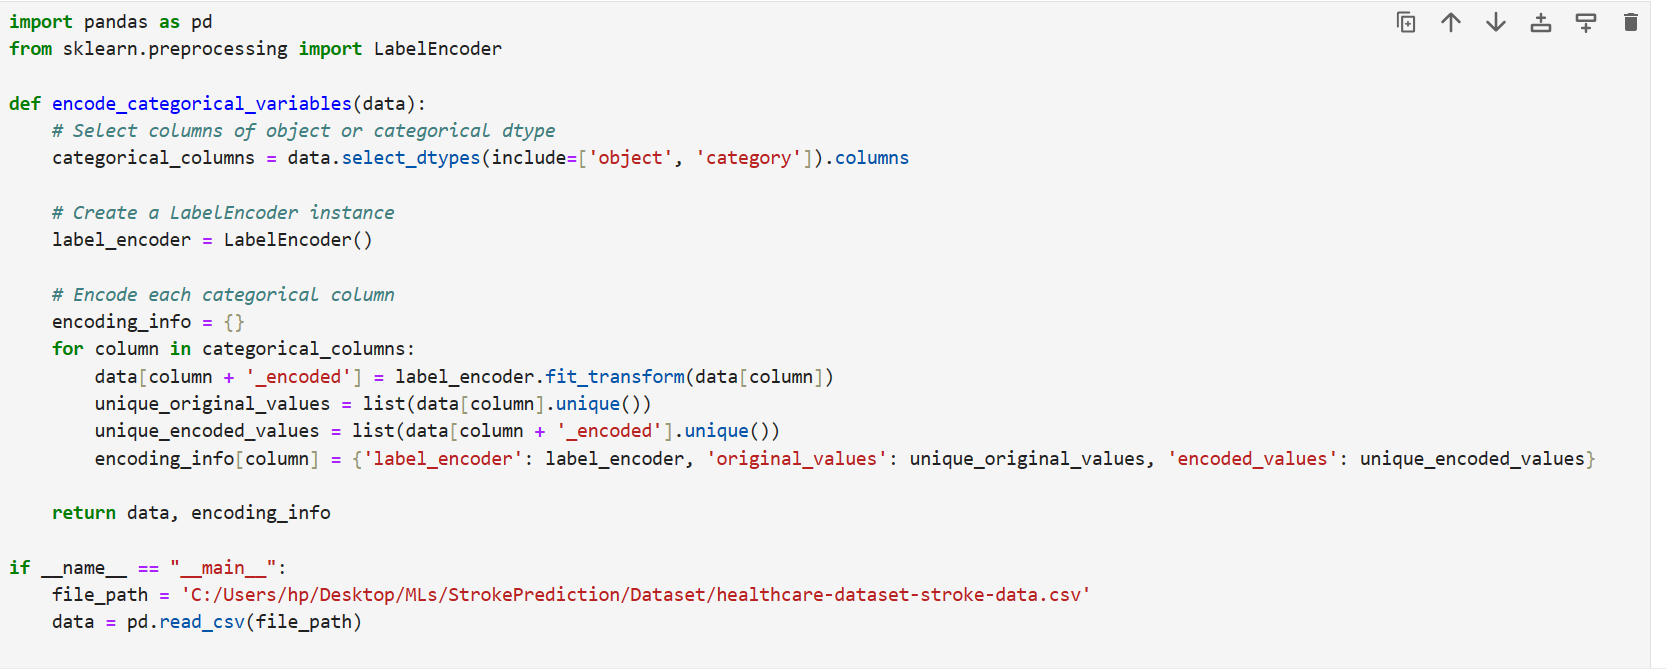 import pandas as pd
from sklearn.preprocessing import LabelEncoder
def encode_categorical_variables(data):
    # Select columns of object or categorical dtype
    categorical_columns = data.select_dtypes(include=['object', 'category']).columns
    # Create a LabelEncoder instance
    label_encoder = LabelEncoder()
    # Encode each categorical column
    encoding_info = {}
    for column in categorical_columns:
        data[column + '_encoded'] = label_encoder.fit_transform(data[column])
        unique_original_values = list(data[column].unique())
        unique_encoded_values = list(data[column + '_encoded'].unique())
        encoding_info[column] = {'label_encoder': label_encoder, 'original_values': unique_original_values, 'encoded_values': unique_encoded_values}
    return data, encoding_info
if __name__ == "__main__":
    file_path = 'C:/Users/hp/Desktop/MLs/StrokePrediction/Dataset/healthcare-dataset-stroke-data.csv'
    data = pd.read_csv(file_path)